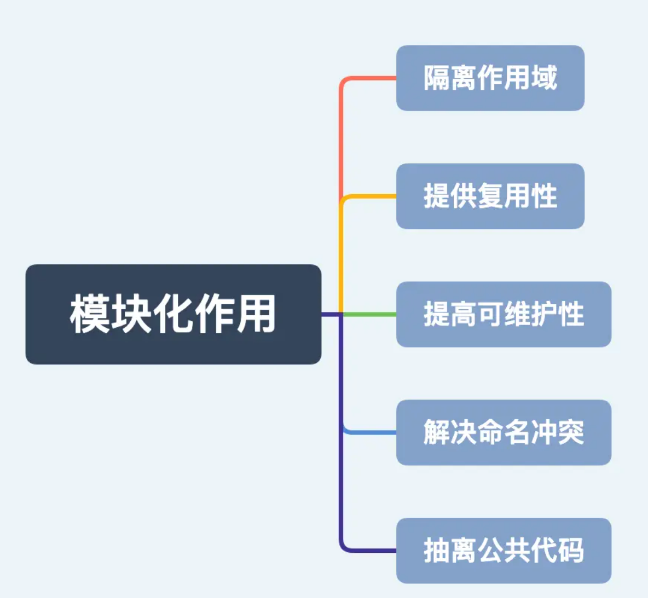 模块化作用
隔离作用域
提供复用性
提高可维护性
解决命名冲突
抽离公共代码